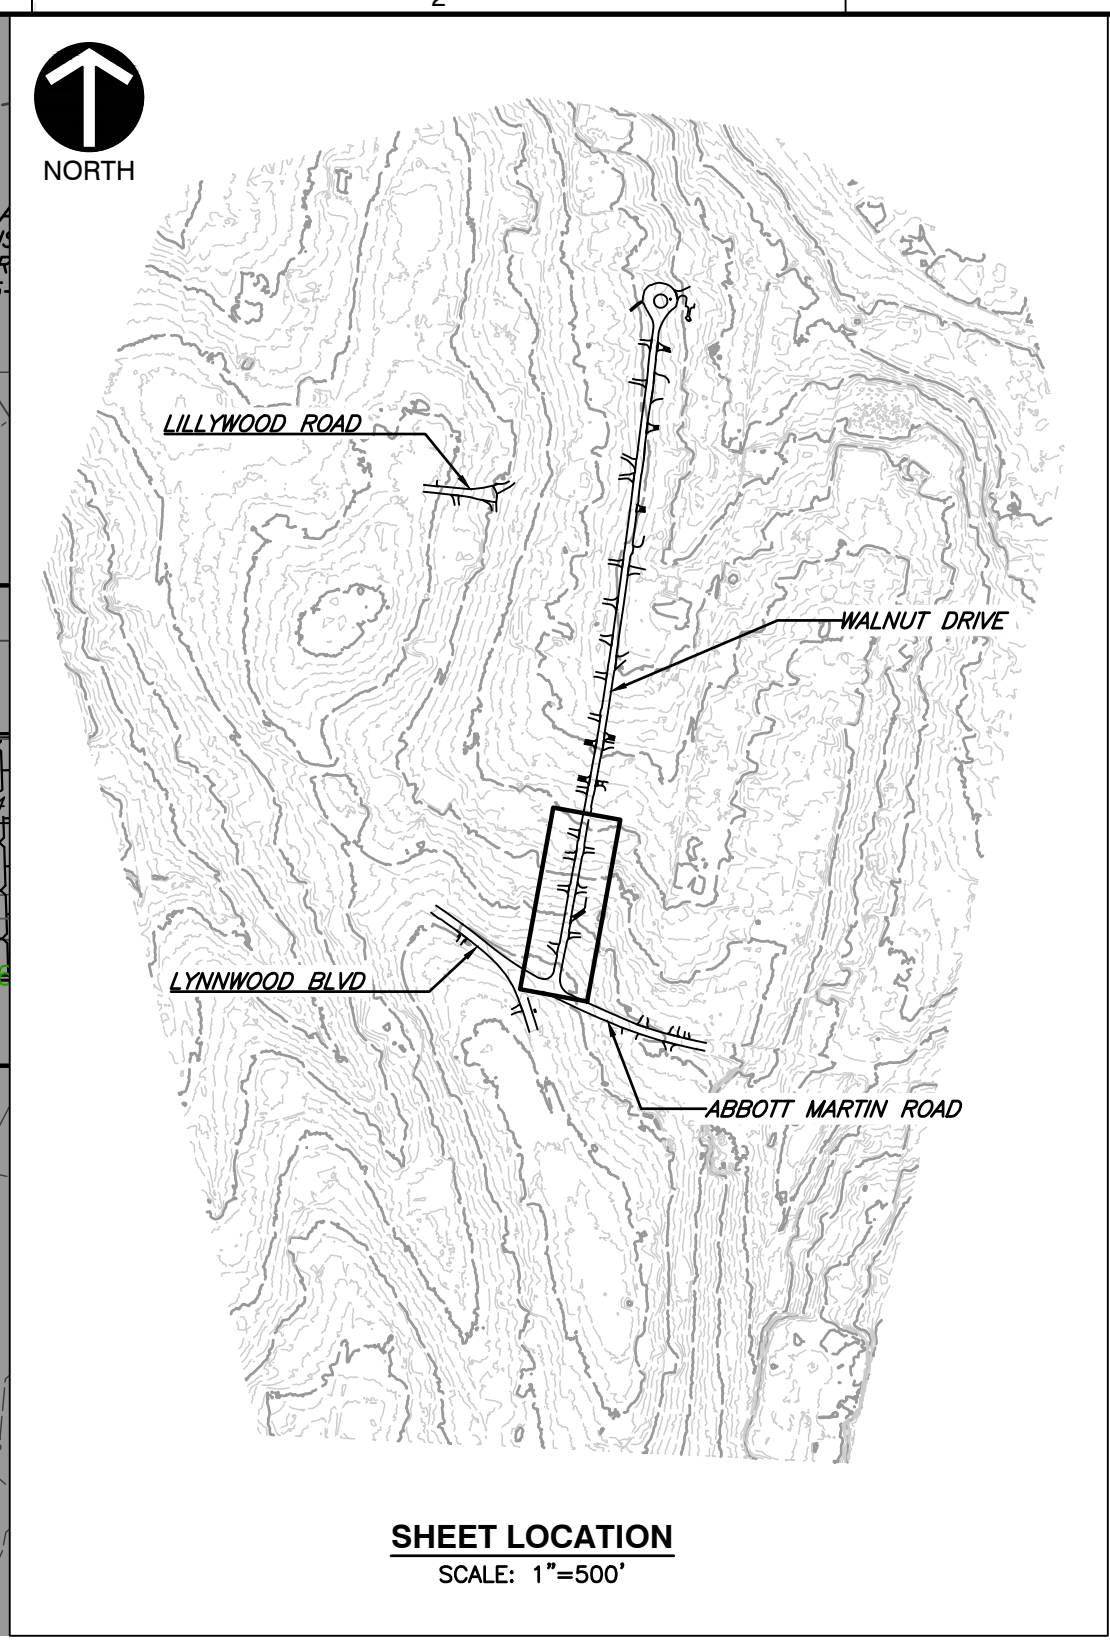 NORTH
LILLYWOOD ROAD
WALNUT DRIVE
LYNNWOOD BLVD
ABBOTT MARTIN ROAD
SHEET LOCATION
SCALE: 1"=500'